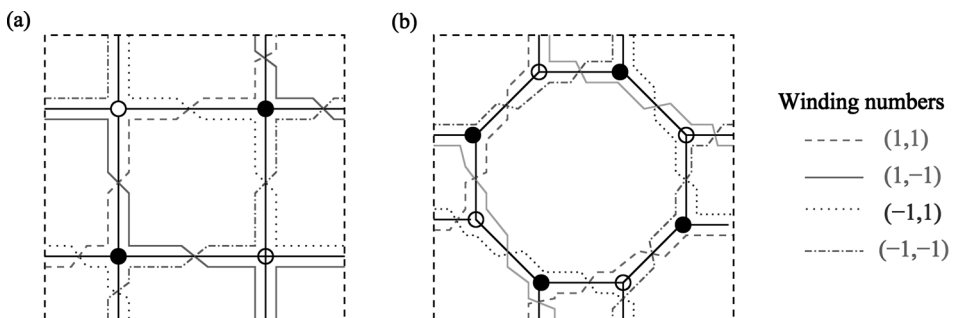 (a)
(b)
Winding numbers
(1,1)
(1,−1)
(−1,1)
(−1,−1)